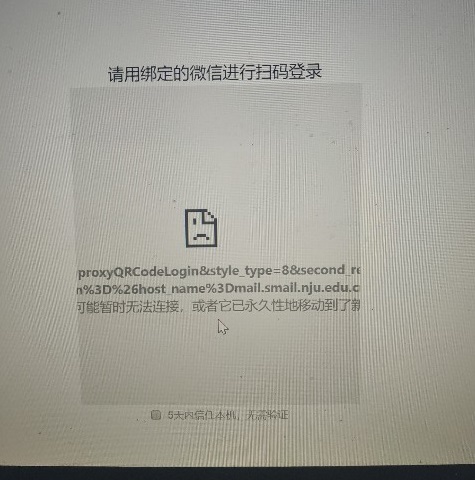 请用绑定的微信进行扫码登录
proxyQRCodeLogin&style_type=8&second_re
n%3D%26host_name%3Dmail.smail.nju.edu.c
可能暂时无法连接，或者它已永久性地移动到了新
5天内信任本机，无需验证